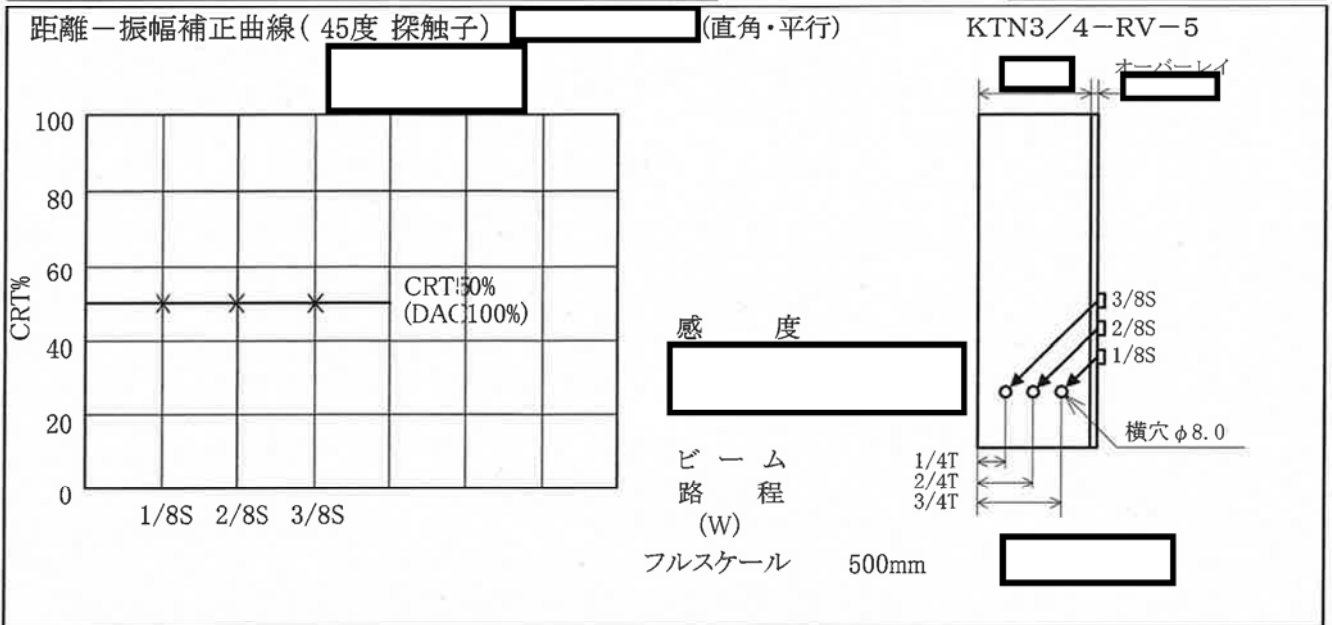 距離－振幅補正曲線( 45度 探触子) (直角・平行) KTN3／4－RV－5
オーバーレイ
100
80
60
40
20
0
CRT%
CRT50%
(DAC100%)
1/8S 2/8S 3/8S
感 度
ビ ー ム
路 程
(W)
フルスケール 500mm
3/8S
2/8S
1/8S
横穴φ8.0
1/4T
2/4T
3/4T